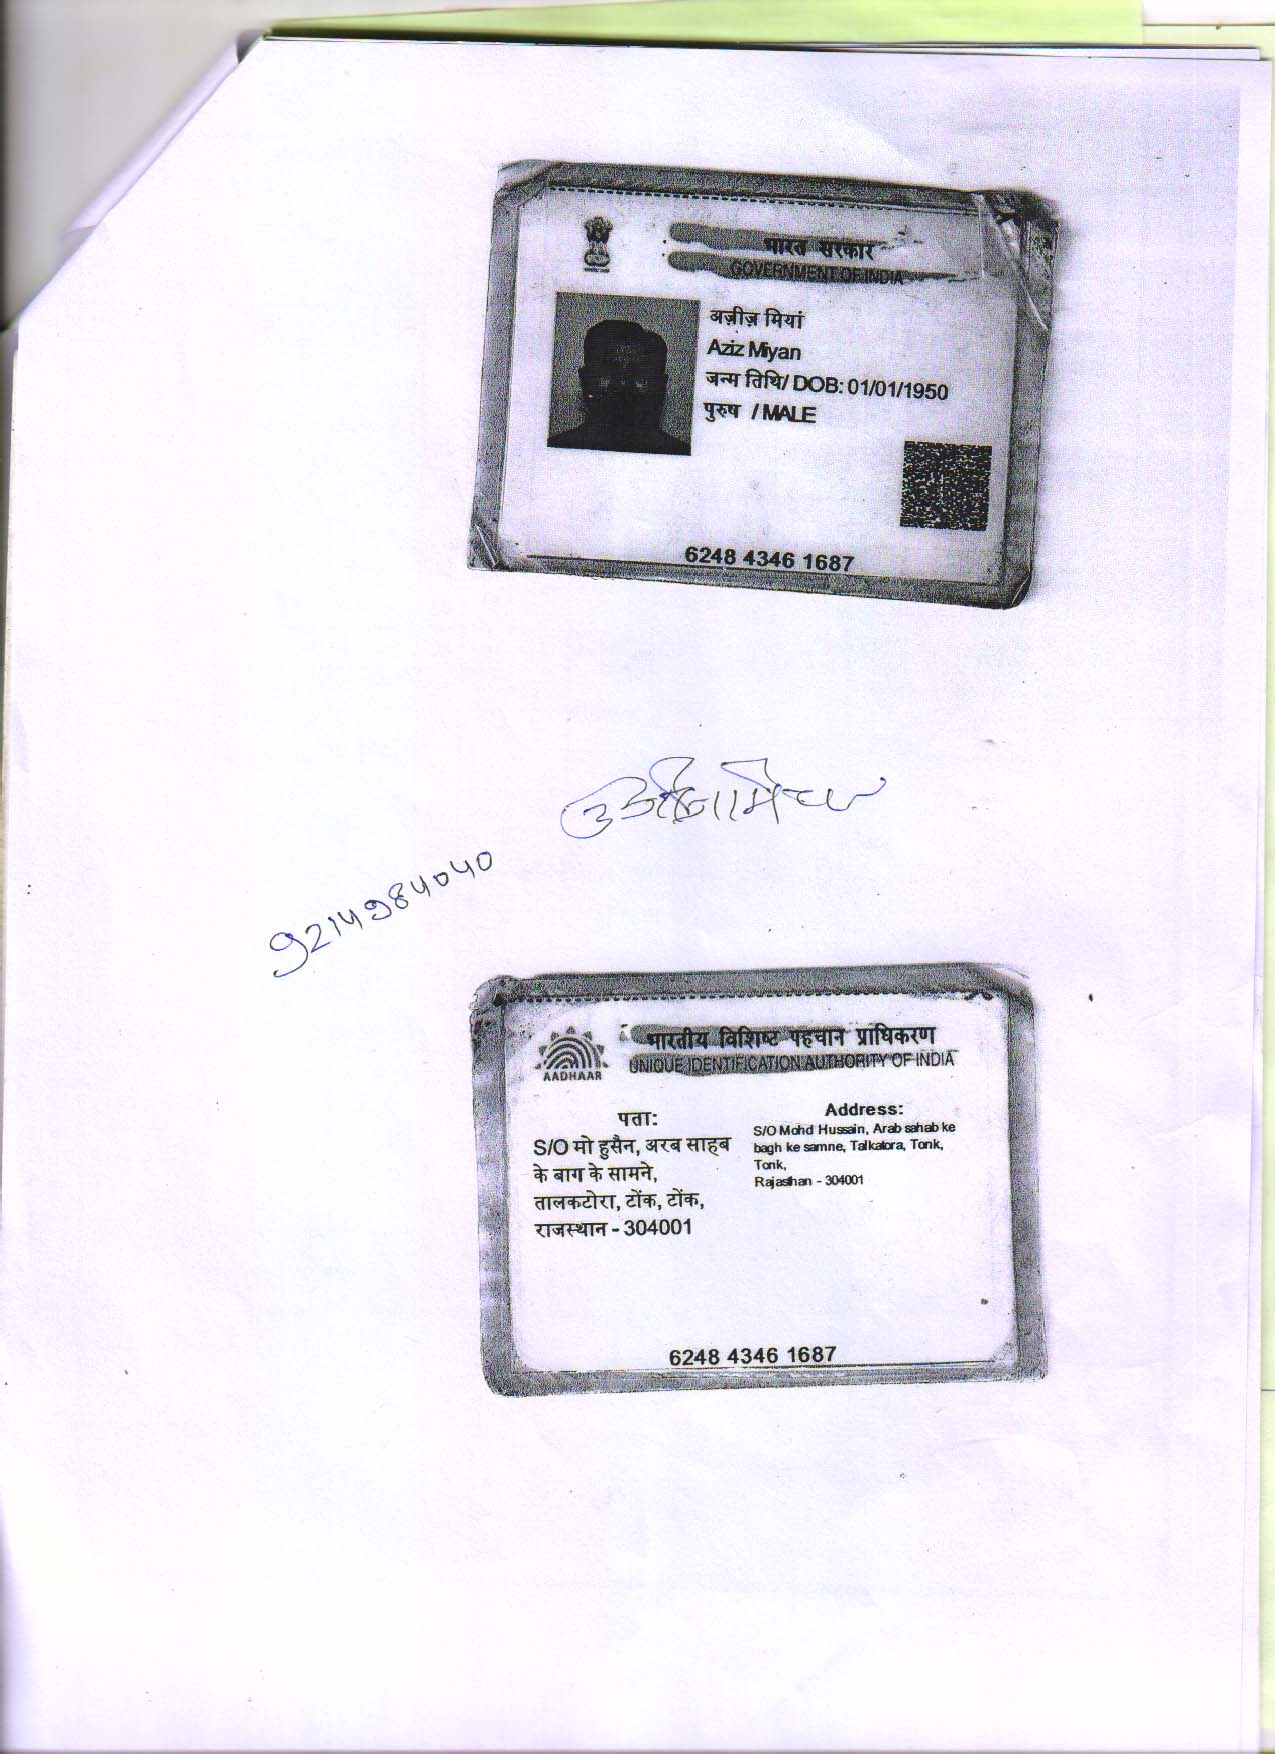 भारत सरकार
GOVERNMENT OF INDIA
अज़ीज़ मियां
Aziz Miyan
जन्म तिथि/ DOB: 01/01/1950
पुरुष / MALE
6248 4346 1687
9214984040
भारतीय विशिष्ट पहचान प्राधिकरण
UNIQUE IDENTIFICATION AUTHORITY OF INDIA
AADHAAR
पता:
S/O मो हुसैन, अरब साहब
के बाग के सामने,
तालकटोरा, टोंक, टोंक,
राजस्थान - 304001
Address:
S/O Mohd Hussain, Arab sahab ke
bagh ke samne, Talkatora, Tonk,
Tonk,
Rajasthan - 304001
6248 4346 1687